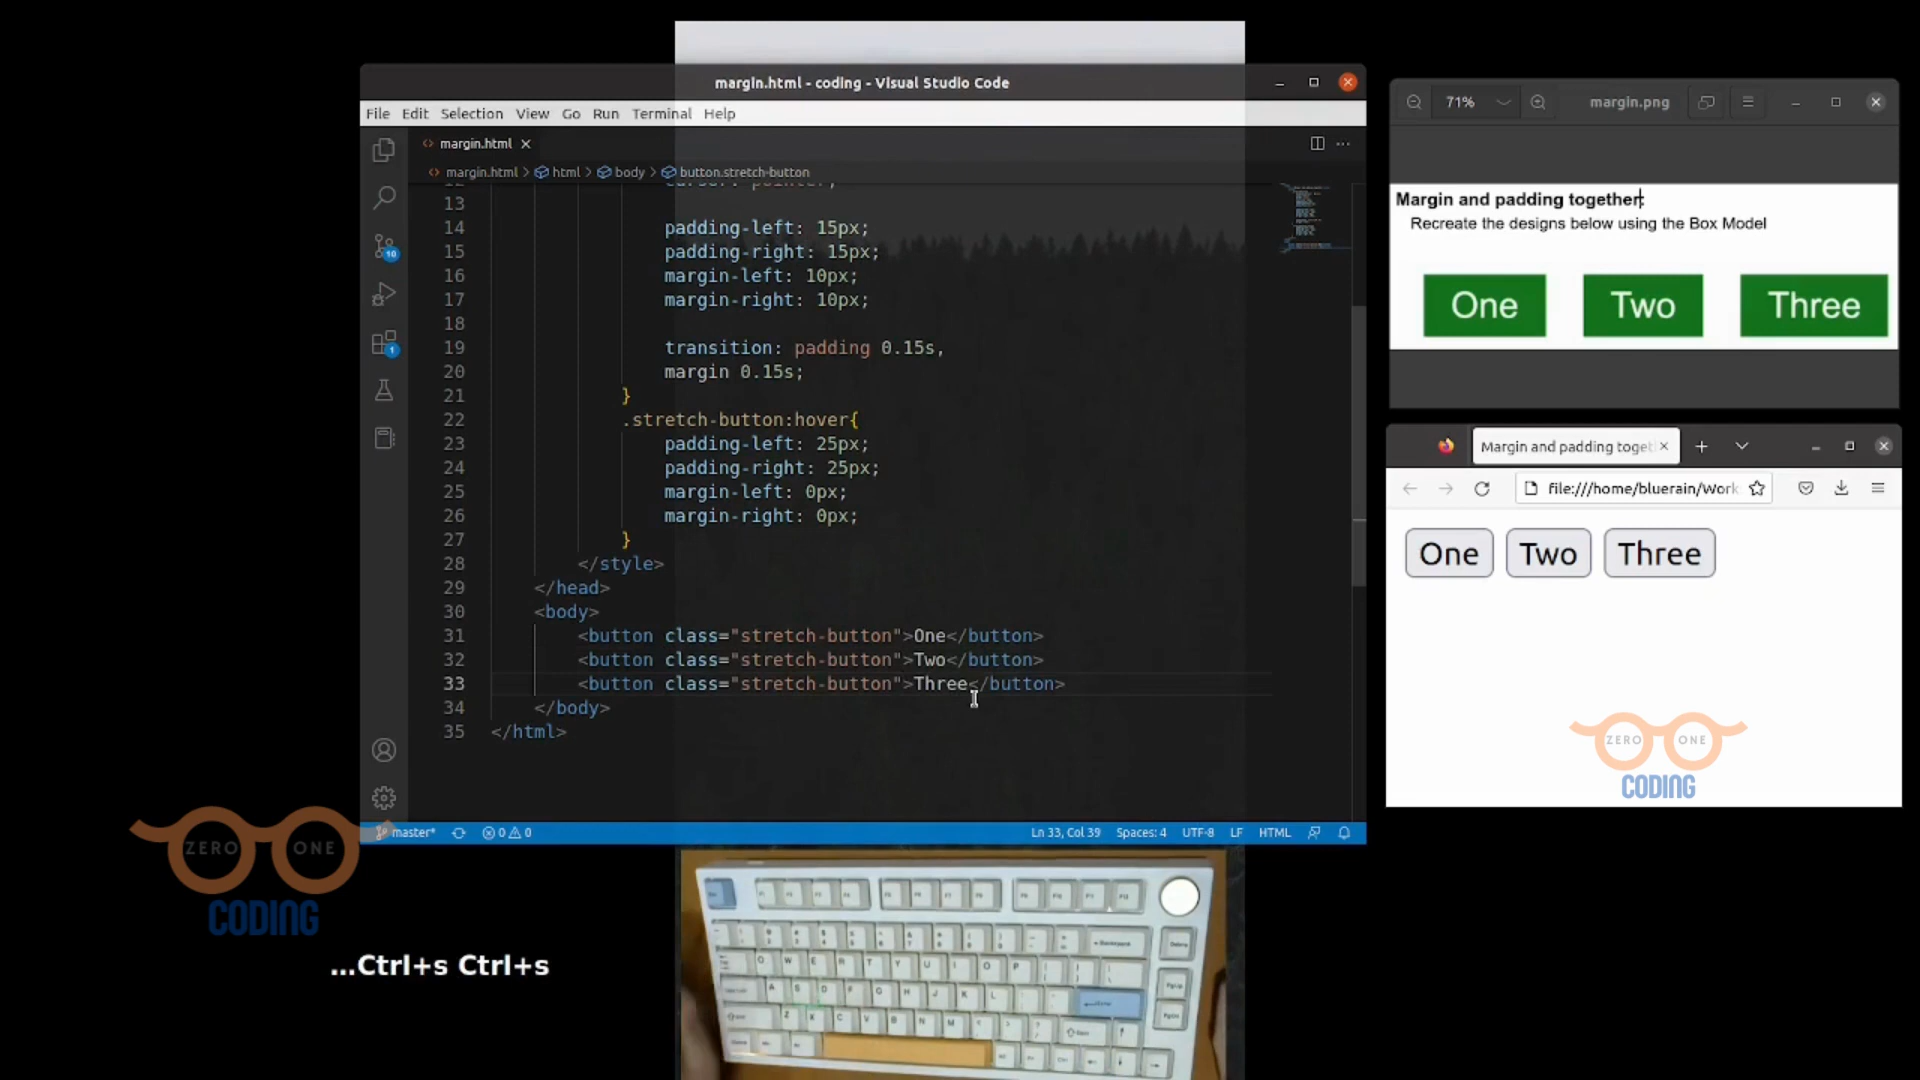 margin.html - coding - Visual Studio Code
File Edit Selection View Go Run Terminal Help
margin.html
margin.html > html > body > button.stretch-button
12 cursor: pointer;
13
14 padding-left: 15px;
15 padding-right: 15px;
16 margin-left: 10px;
17 margin-right: 10px;
18
19 transition: padding 0.15s,
20 margin 0.15s;
21 }
22 .stretch-button:hover{
23 padding-left: 25px;
24 padding-right: 25px;
25 margin-left: 0px;
26 margin-right: 0px;
27 }
28 </style>
29 </head>
30 <body>
31 <button class="stretch-button">One</button>
32 <button class="stretch-button">Two</button>
33 <button class="stretch-button">Three</button>
34 </body>
35 </html>
10
1
master* 0 0 Ln 33, Col 39 Spaces: 4 UTF-8 LF HTML
71% margin.png
Margin and padding together:
Recreate the designs below using the Box Model
One Two Three
Margin and padding toget
file:///home/bluerain/Work
One Two Three
ZERO ONE
CODING
ZERO ONE
CODING
...Ctrl+s Ctrl+s
Q W E R T Y U I O P
A S D F G H J K L
Z X C V B N M